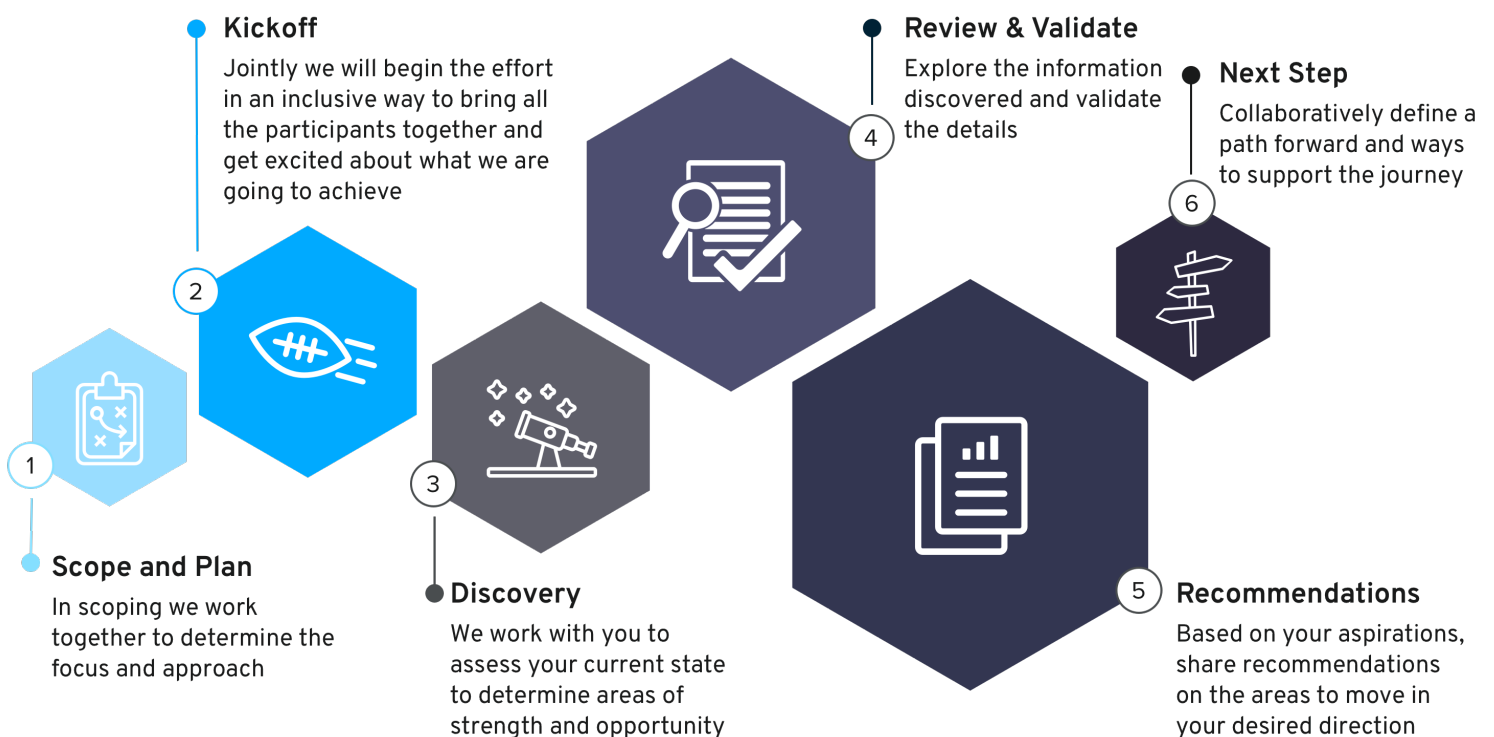 1
Scope and Plan
In scoping we work
together to determine the
focus and approach
2
Kickoff
Jointly we will begin the effort
in an inclusive way to bring all
the participants together and
get excited about what we are
going to achieve
3
Discovery
We work with you to
assess your current state
to determine areas of
strength and opportunity
4
Review & Validate
Explore the information
discovered and validate
the details
5
Recommendations
Based on your aspirations,
share recommendations
on the areas to move in
your desired direction
6
Next Step
Collaboratively define a
path forward and ways
to support the journey